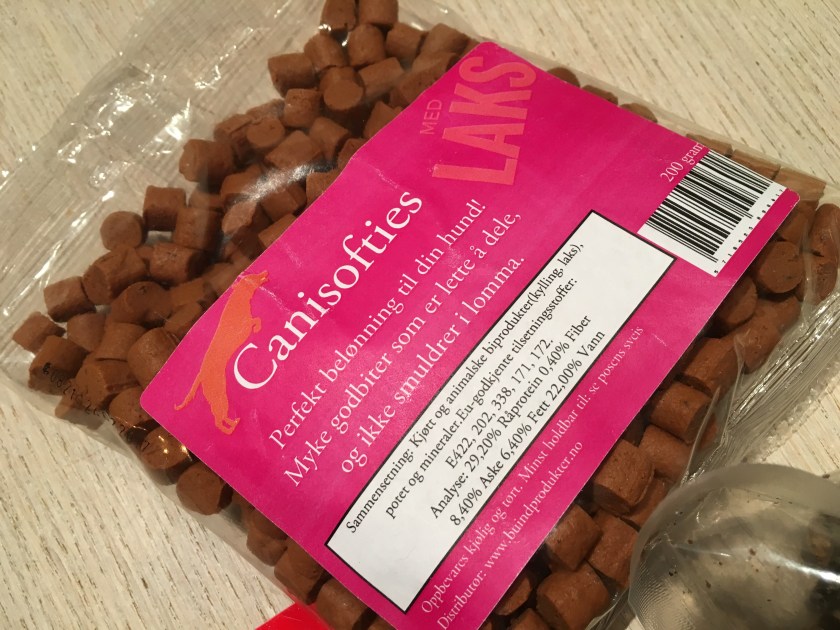 MED
LAKS
200 gram
Canisofties
Perfekt belønning til din hund!
Myke godbiter som er lette å dele,
og ikke smuldrer i lomma.
Sammensetning: Kjøtt og animalske biprodukter(kylling, laks),
poter og mineraler.Eu-godkjente tilsetningsstoffer:
E422, 202, 338, 171, 172.
Analyse: 29,20% Råprotein 0,40% Fiber
8,40% Aske 6,40% Fett 22,00% Vann
Oppbevares kjølig og tørt. Minst holdbar til: se posens sveis
Distributør: www.buindprodukter.no